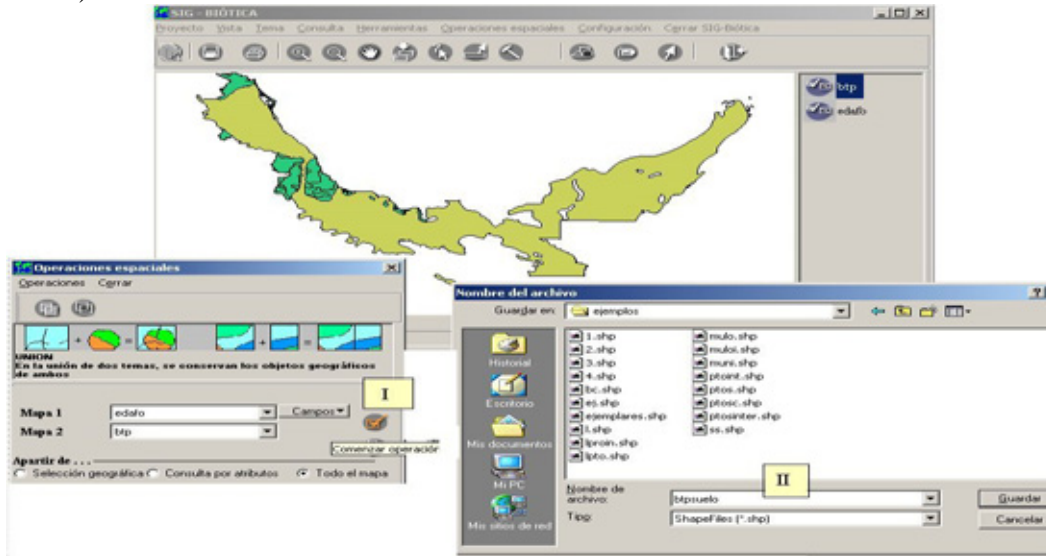 SIG - BIÓTICA
Proyecto Vista Tema Consulta Herramientas Operaciones espaciales Configuración Cerrar SIG-Biótica
btp
edafo
Operaciones espaciales
Operaciones Cerrar
UNION
En la unión de dos temas, se conservan los objetos geográficos
de ambos
I
Mapa 1 edafo Campos
Mapa 2 btp
Comenzar operación
Apartir de . . .
Selección geográfica Consulta por atributos Todo el mapa
Nombre del archivo
Guardar en: ejemplos
Historial
Escritorio
Mis documentos
Mi PC
Mis sitios de red
1.shp
2.shp
3.shp
4.shp
bc.shp
ej.shp
ejemplares.shp
l.shp
lproin.shp
lpto.shp
mulo.shp
muloi.shp
muni.shp
ptoint.shp
ptos.shp
ptosc.shp
ptosinter.shp
ss.shp
II
Nombre de
archivo: btpsuelo Guardar
Tipo: ShapeFiles (*.shp) Cancelar